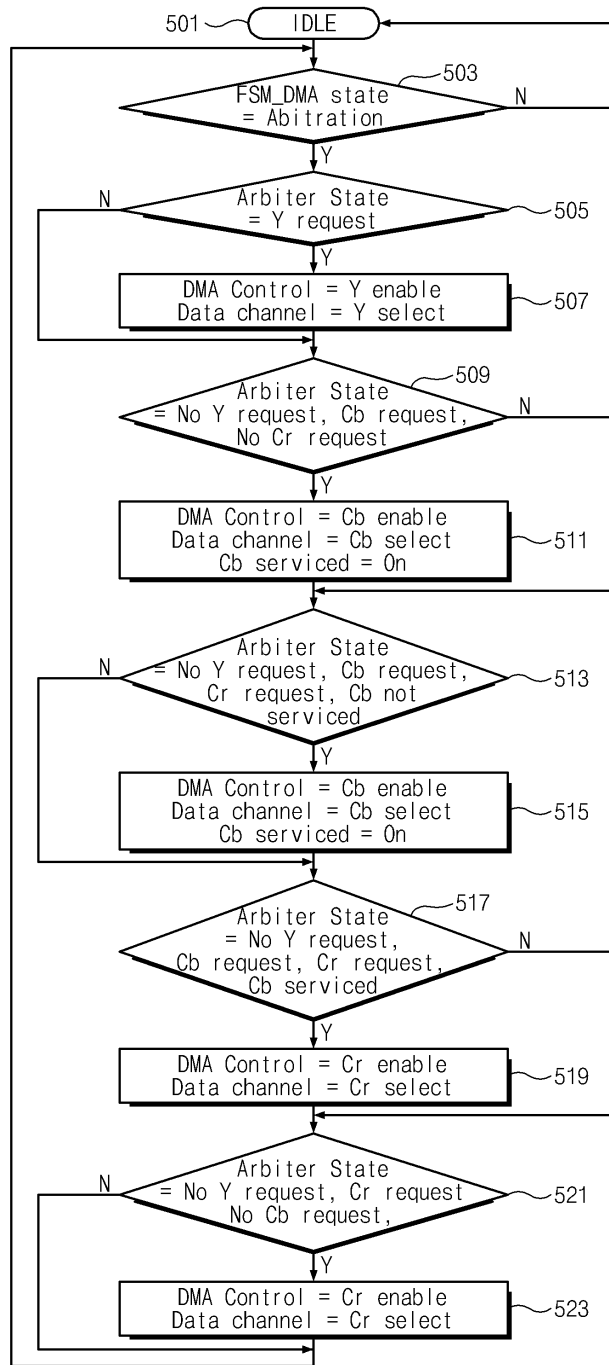 501
IDLE
503
FSM_DMA state
= Abitration
N
Y
Arbiter State
= Y request
N
505
Y
DMA Control = Y enable
Data channel = Y select
507
509
Arbiter State
= No Y request, Cb request,
No Cr request
N
Y
DMA Control = Cb enable
Data channel = Cb select
Cb serviced = On
511
Arbiter State
= No Y request, Cb request,
Cr request, Cb not
serviced
N
513
Y
DMA Control = Cb enable
Data channel = Cb select
Cb serviced = On
515
517
Arbiter State
= No Y request,
Cb request, Cr request,
Cb serviced
N
Y
DMA Control = Cr enable
Data channel = Cr select
519
Arbiter State
= No Y request, Cr request
No Cb request,
N
521
Y
DMA Control = Cr enable
Data channel = Cr select
523